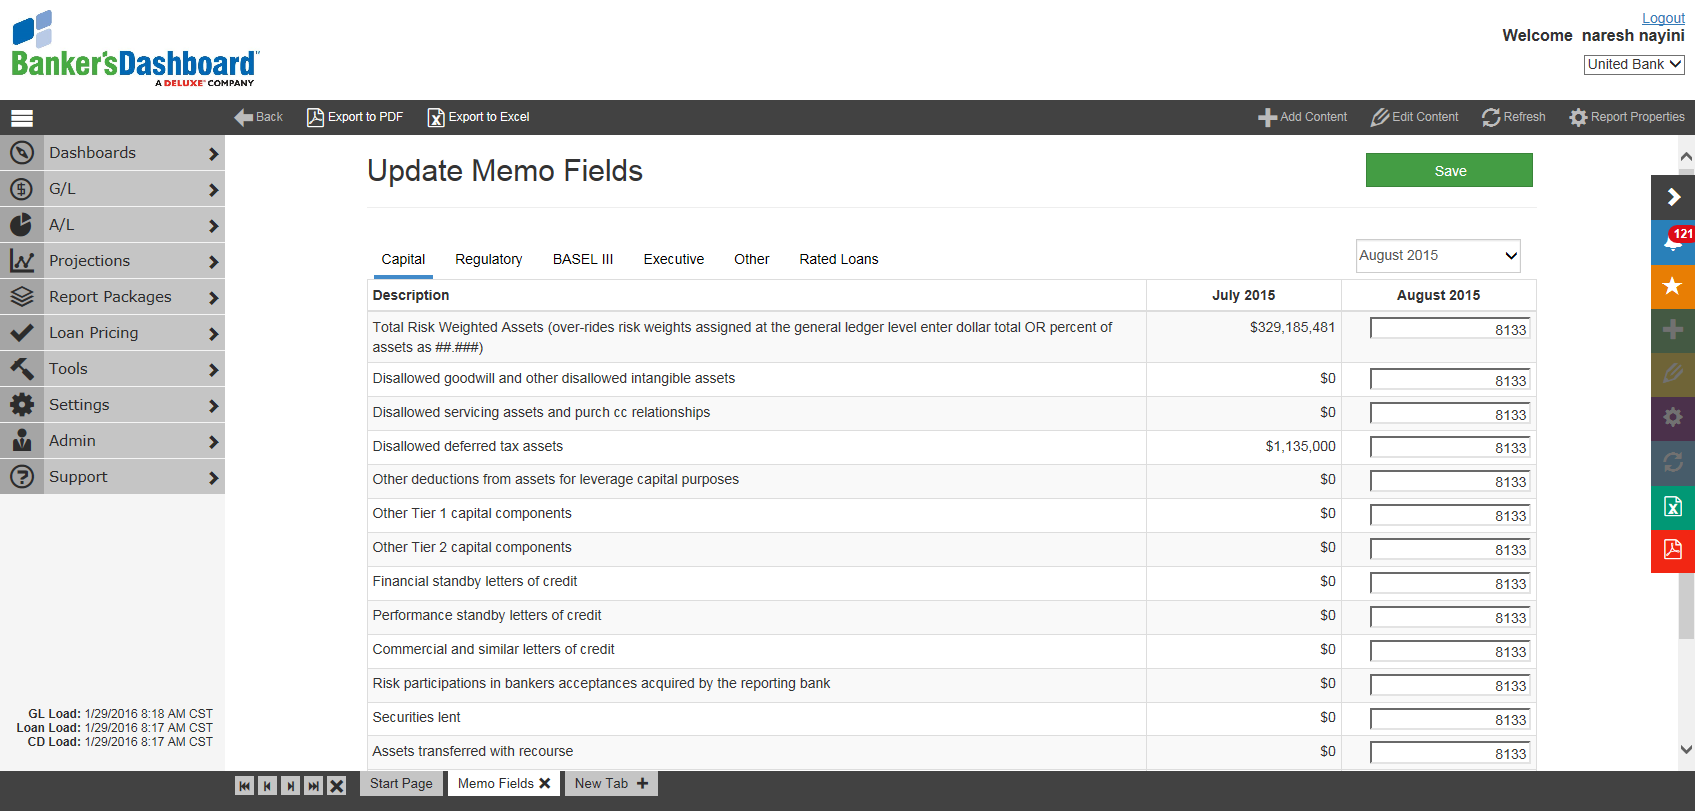 Logout
Welcome naresh nayini
United Bank
Banker'sDashboard
A DELUXE COMPANY
Back Export to PDF Export to Excel Add Content Edit Content Refresh Report Properties
Dashboards
G/L
A/L
Projections
Report Packages
Loan Pricing
Tools
Settings
Admin
Support
GL Load: 1/29/2016 8:18 AM CST
Loan Load: 1/29/2016 8:17 AM CST
CD Load: 1/29/2016 8:17 AM CST
Update Memo Fields Save
121
Capital Regulatory BASEL III Executive Other Rated Loans August 2015
Description July 2015 August 2015
Total Risk Weighted Assets (over-rides risk weights assigned at the general ledger level enter dollar total OR percent of $329,185,481 8133
assets as ##.###)
Disallowed goodwill and other disallowed intangible assets $0 8133
Disallowed servicing assets and purch cc relationships $0 8133
Disallowed deferred tax assets $1,135,000 8133
Other deductions from assets for leverage capital purposes $0 8133
Other Tier 1 capital components $0 8133
Other Tier 2 capital components $0 8133
Financial standby letters of credit $0 8133
Performance standby letters of credit $0 8133
Commercial and similar letters of credit $0 8133
Risk participations in bankers acceptances acquired by the reporting bank $0 8133
Securities lent $0 8133
Assets transferred with recourse $0 8133
Start Page Memo Fields New Tab